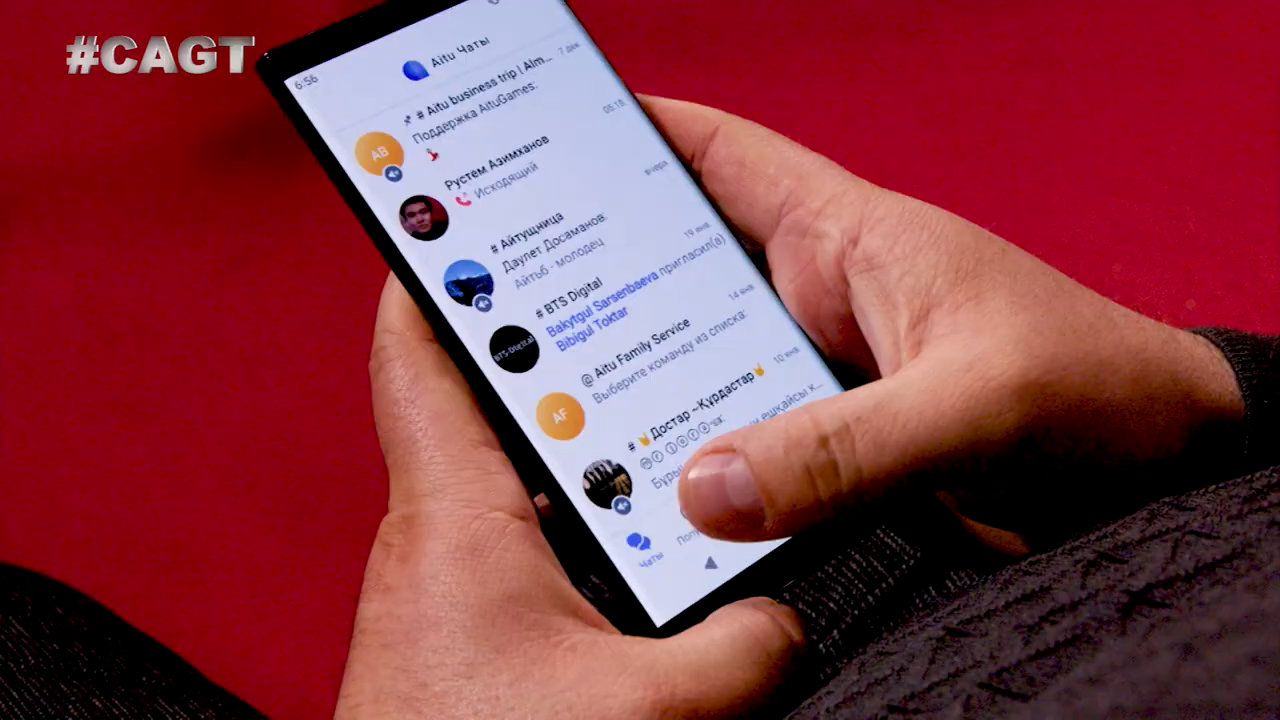 #CAGT
6:56
Aitu Чаты
# Aitu business trip | Alm...
7 дек
Поддержка AituGames:
AB
Рустем Азимханов
05:18
Исходящий
# Айтущница
вчера
Даулет Досаманов:
Айтьб - молодец
# BTS Digital
19 янв.
Bakytgul Sarsenbaeva пригласил(а)
Bibigul Toktar
BTS-Digital
@ Aitu Family Service
14 янв.
Выберите команду из списка:
AF
# Достар ~Құрдастар
10 янв.
ешқайсы к...
Чаты